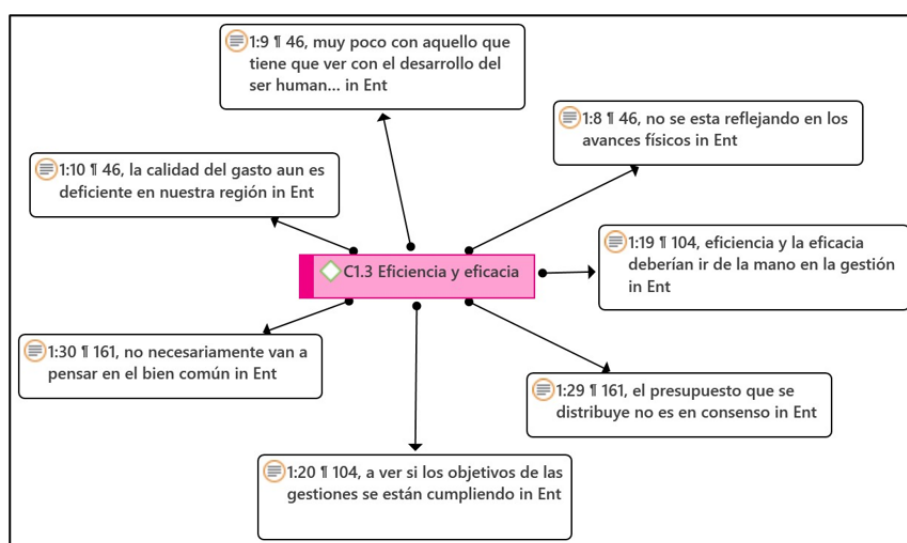 1:9 ¶ 46, muy poco con aquello que
tiene que ver con el desarrollo del
ser human... in Ent
1:8 ¶ 46, no se esta reflejando en los
avances físicos in Ent
1:10 ¶ 46, la calidad del gasto aun es
deficiente en nuestra región in Ent
1:19 ¶ 104, eficiencia y la eficacia
deberían ir de la mano en la gestión
in Ent
C1.3 Eficiencia y eficacia
1:30 ¶ 161, no necesariamente van a
pensar en el bien común in Ent
1:29 ¶ 161, el presupuesto que se
distribuye no es en consenso in Ent
1:20 ¶ 104, a ver si los objetivos de las
gestiones se están cumpliendo in Ent